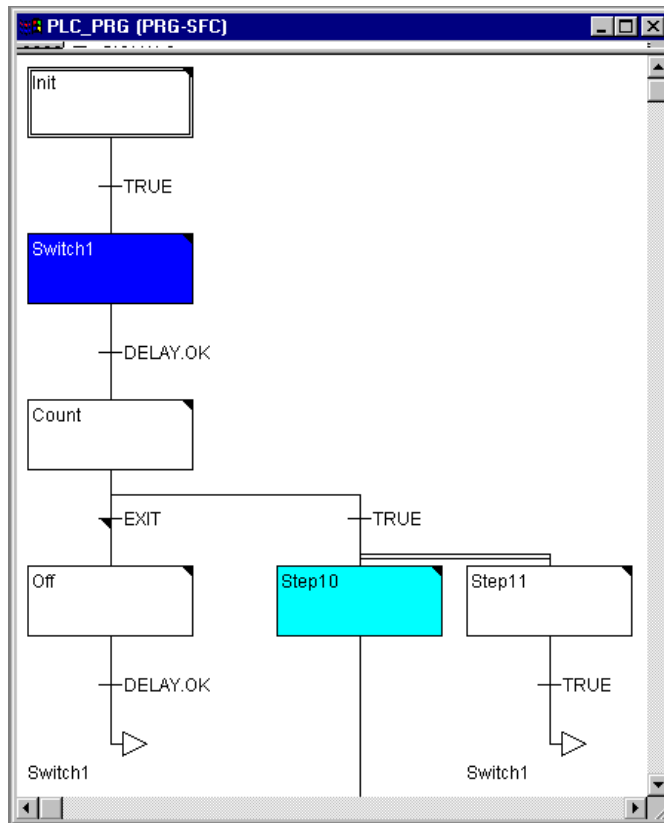 PLC_PRG (PRG-SFC)
Init
TRUE
Switch1
DELAY.OK
Count
EXIT
TRUE
Off
Step10
Step11
DELAY.OK
TRUE
Switch1
Switch1